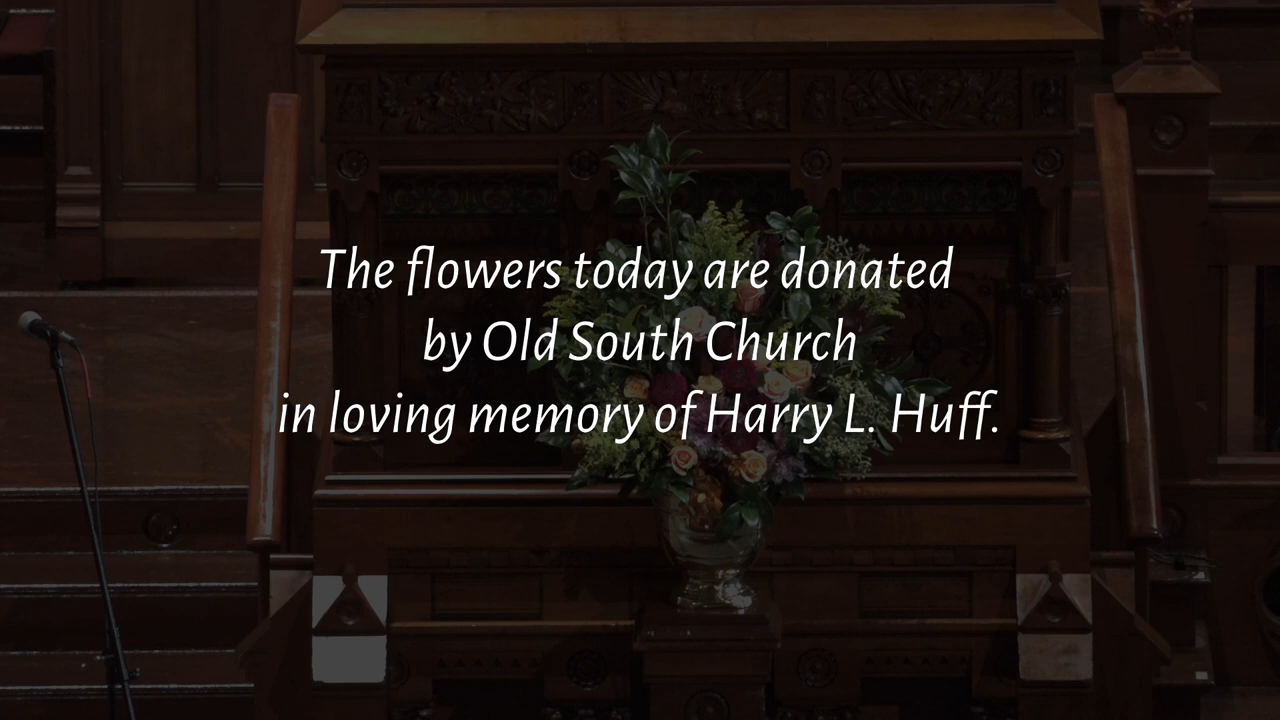 The flowers today are donated
by Old South Church
in loving memory of Harry L. Huff.